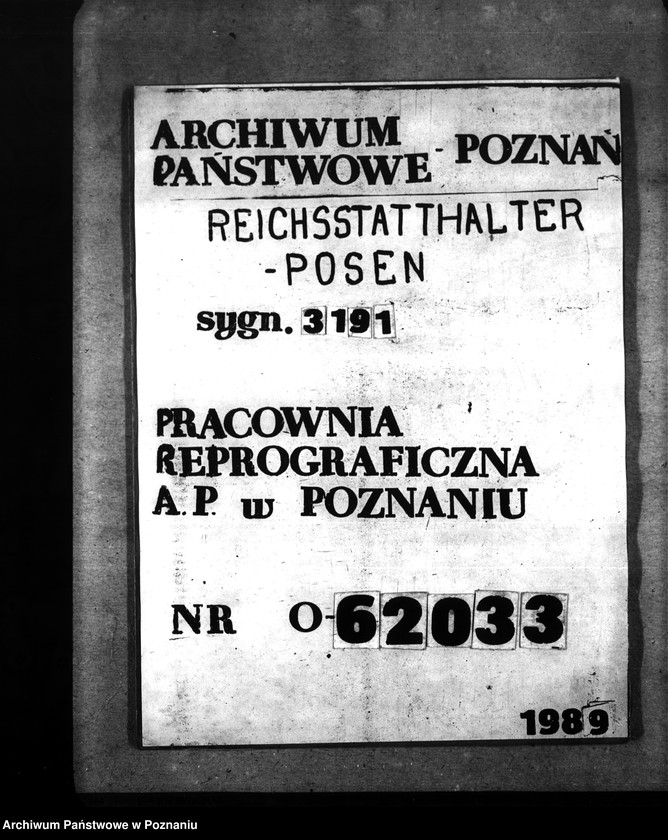 ARCHIWUM
PAŃSTWOWE - POZNAŃ
REICHSSTATTHALTER
-POSEN
sygn. 3191
PRACOWNIA
REPROGRAFICZNA
A.P. w POZNANIU
NR O-62033
1989
Archiwum Państwowe w Poznaniu